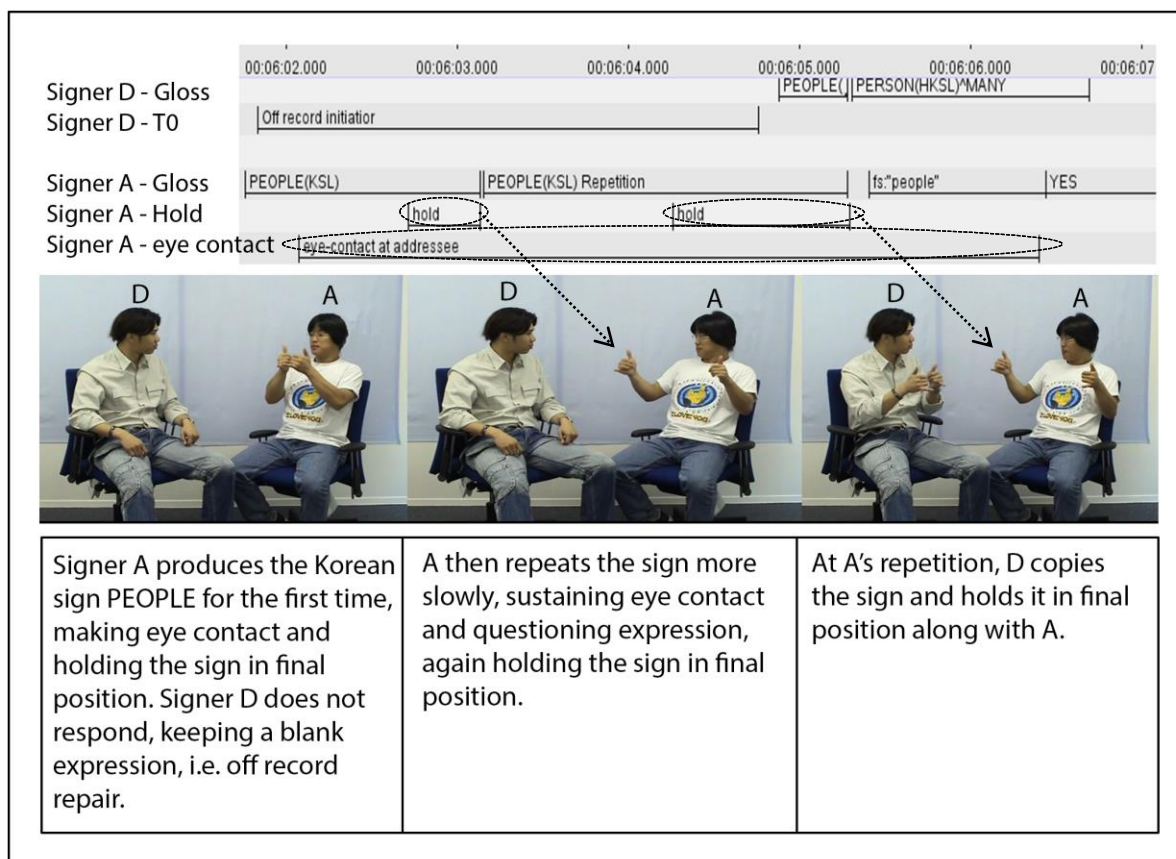 00:06:02.000 00:06:03.000 00:06:04.000 00:06:05.000 00:06:06.000 00:06:07
Signer D - Gloss PEOPLE( PERSON(HKSL)^MANY
Signer D - T0 Off record initiatior
Signer A - Gloss PEOPLE(KSL) PEOPLE(KSL) Repetition fs:"people" YES
Signer A - Hold hold hold
Signer A - eye contact eye-contact at addressee
D A D A D A
Signer A produces the Korean
sign PEOPLE for the first time,
making eye contact and
holding the sign in final
position. Signer D does not
respond, keeping a blank
expression, i.e. off record
repair.
A then repeats the sign more
slowly, sustaining eye contact
and questioning expression,
again holding the sign in final
position.
At A’s repetition, D copies
the sign and holds it in final
position along with A.